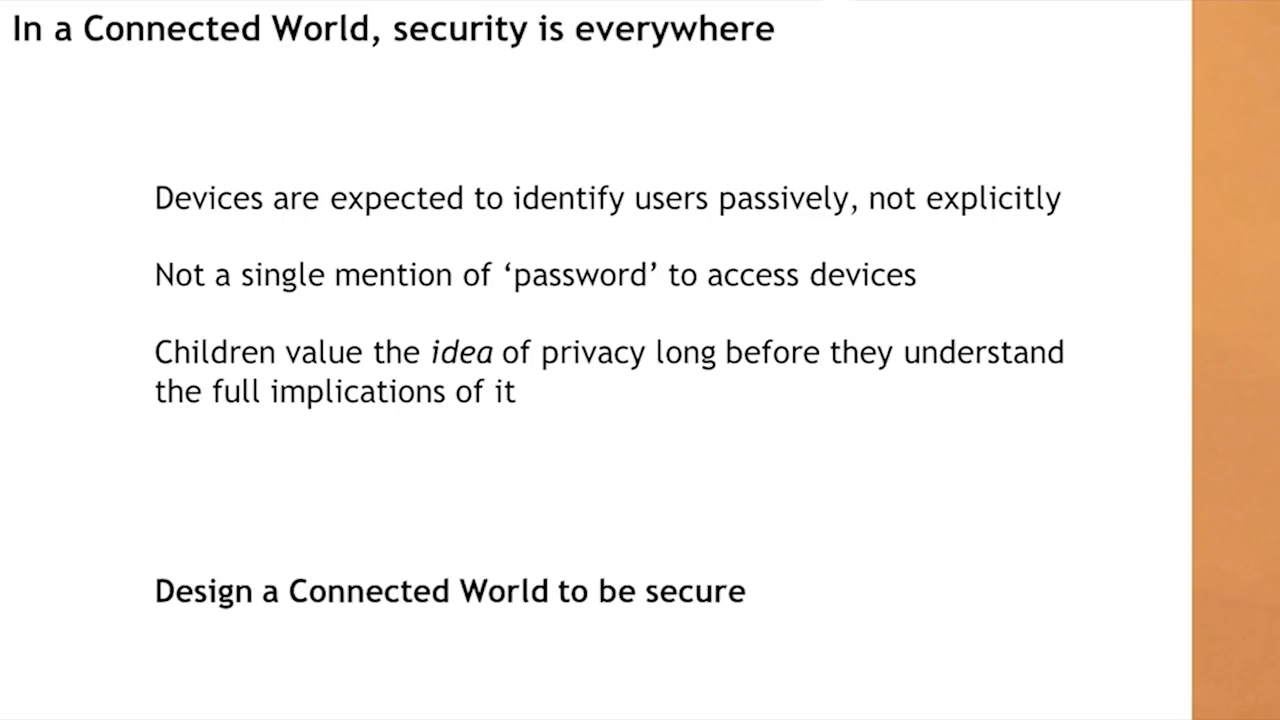 In a Connected World, security is everywhere
Devices are expected to identify users passively, not explicitly
Not a single mention of ‘password’ to access devices
Children value the idea of privacy long before they understand
the full implications of it
Design a Connected World to be secure